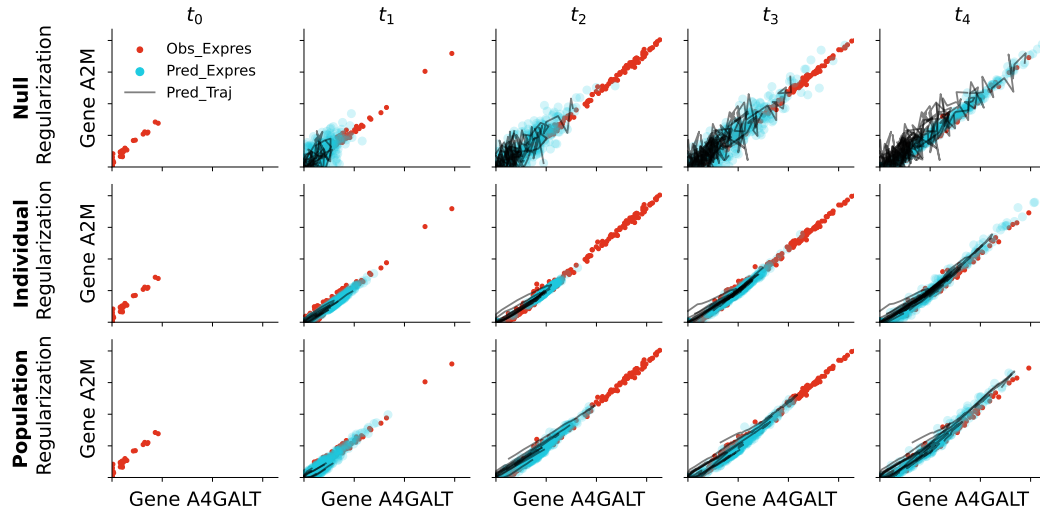 t0 t1 t2 t3 t4
Obs_Expres
Pred_Expres
Pred_Traj
Null
Regularization
Gene A2M
Individual
Regularization
Gene A2M
Population
Regularization
Gene A2M
Gene A4GALT Gene A4GALT Gene A4GALT Gene A4GALT Gene A4GALT